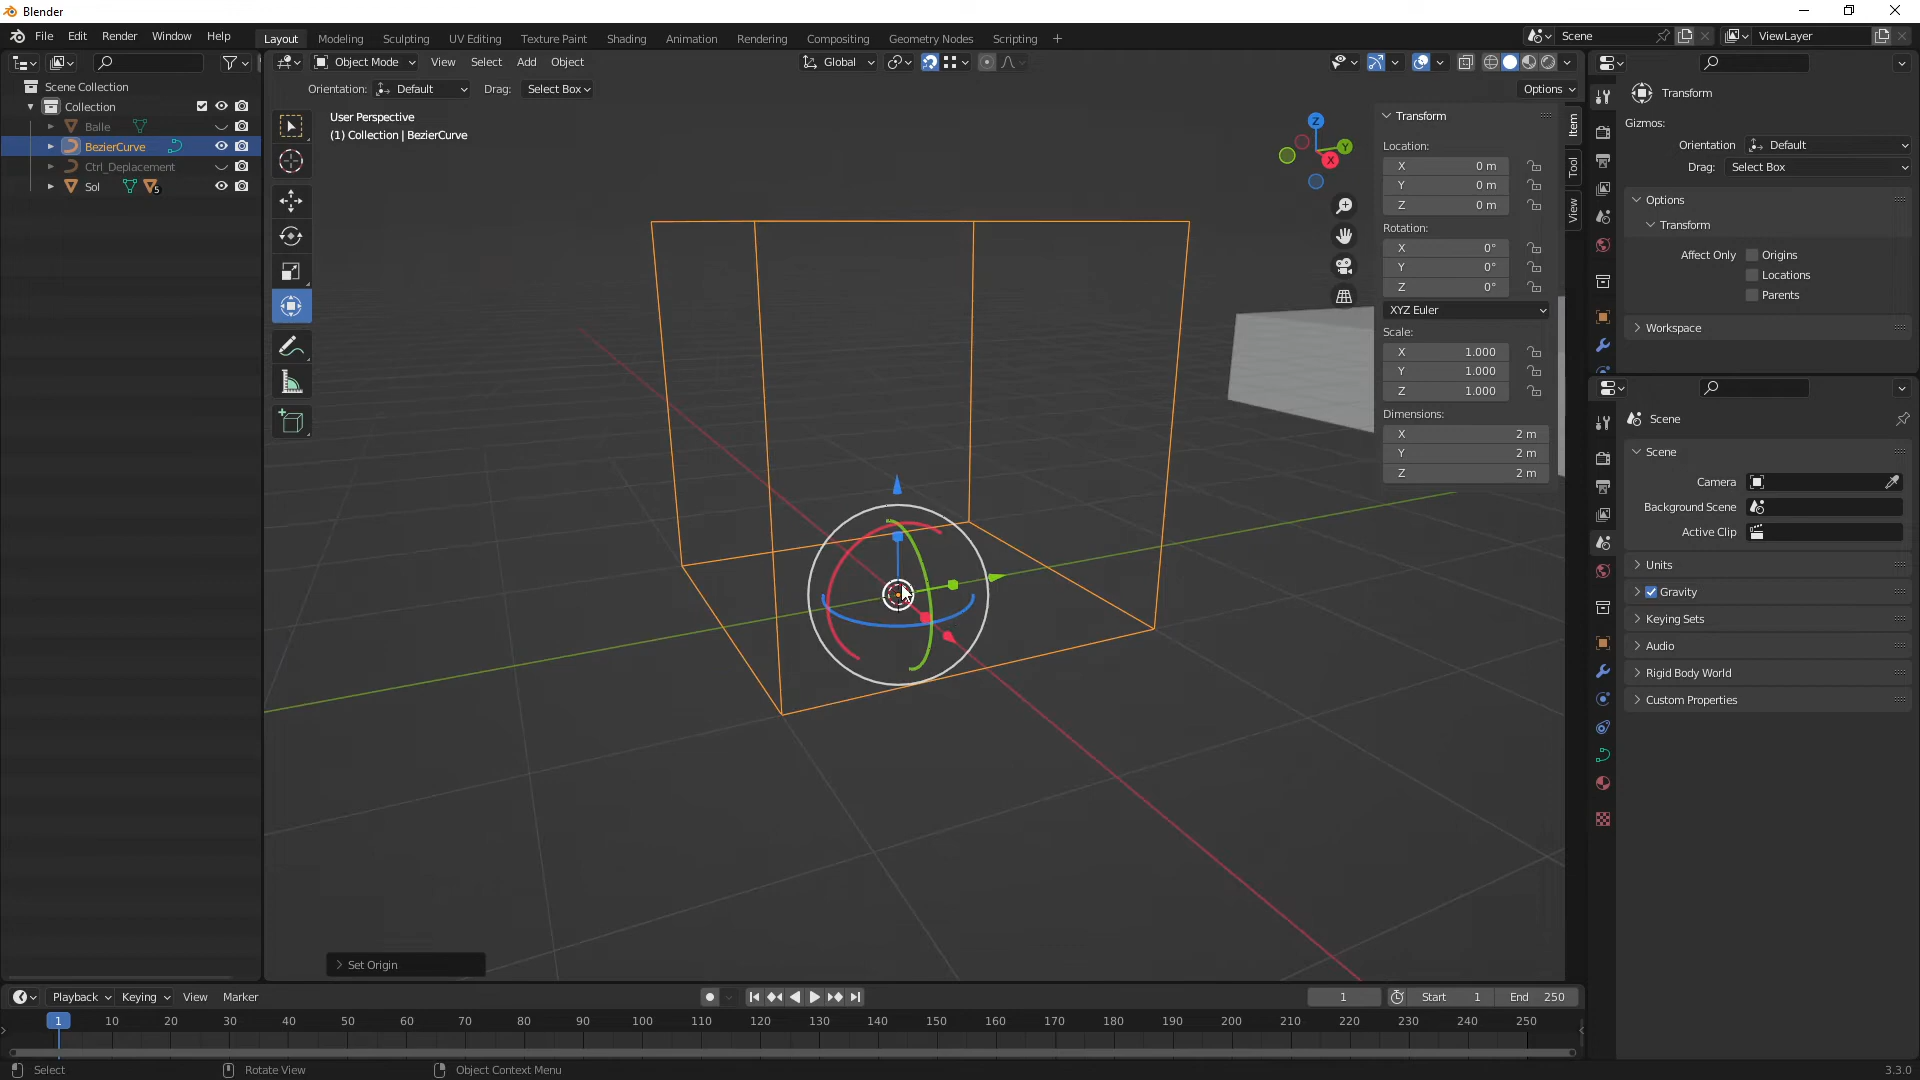 Blender
File Edit Render Window Help
Layout Modeling Sculpting UV Editing Texture Paint Shading Animation Rendering Compositing Geometry Nodes Scripting +
Scene
ViewLayer
Object Mode View Select Add Object
Global
Orientation: Default Drag: Select Box
Options
Scene Collection
Collection
Balle
BezierCurve
Ctrl_Deplacement
Sol
5
User Perspective
(1) Collection | BezierCurve
Z
Y
X
Transform
Location:
X 0 m
Y 0 m
Z 0 m
Rotation:
X 0°
Y 0°
Z 0°
XYZ Euler
Scale:
X 1.000
Y 1.000
Z 1.000
Dimensions:
X 2 m
Y 2 m
Z 2 m
Item
Tool
View
Transform
Gizmos:
Orientation Default
Drag: Select Box
Options
Transform
Affect Only Origins
Locations
Parents
Workspace
Scene
Scene
Camera
Background Scene
Active Clip
Units
Gravity
Keying Sets
Audio
Rigid Body World
Custom Properties
Set Origin
Playback Keying View Marker
1
Start 1 End 250
1 10 20 30 40 50 60 70 80 90 100 110 120 130 140 150 160 170 180 190 200 210 220 230 240 250
Select Rotate View Object Context Menu
3.3.0